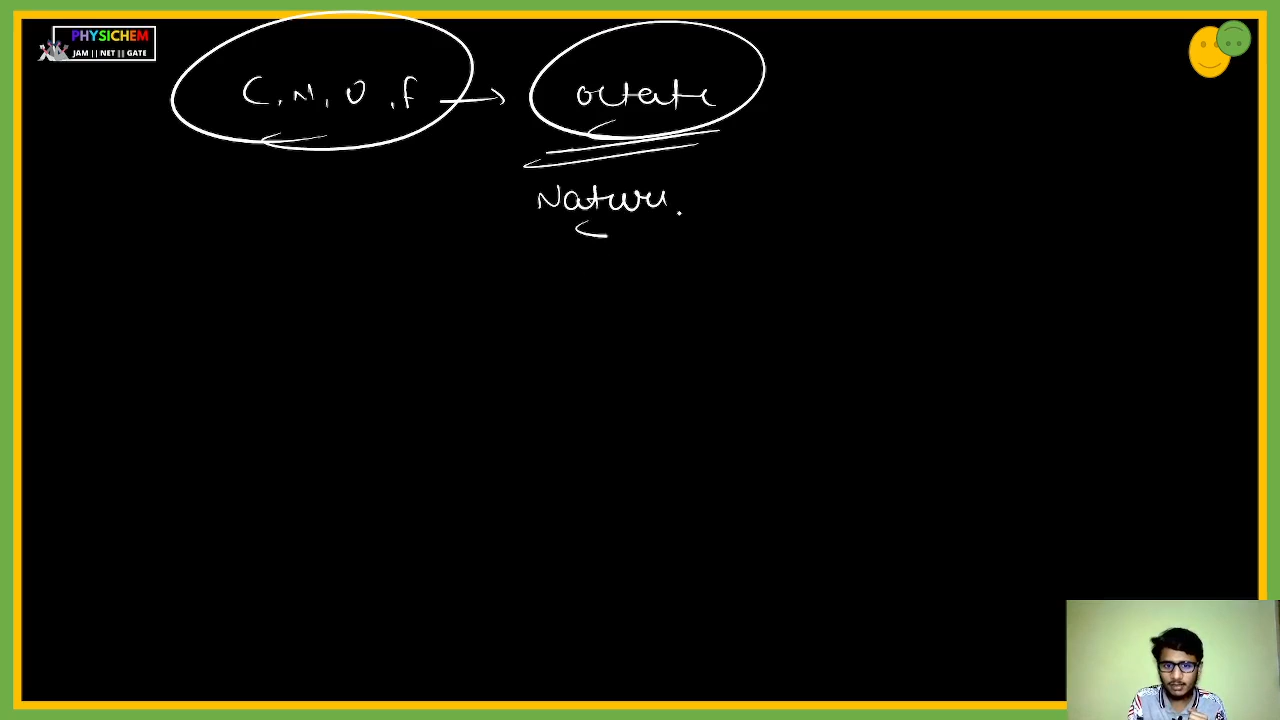 PHYSICHEM
JAM || NET || GATE
C, N, O, F → octate
Nature.